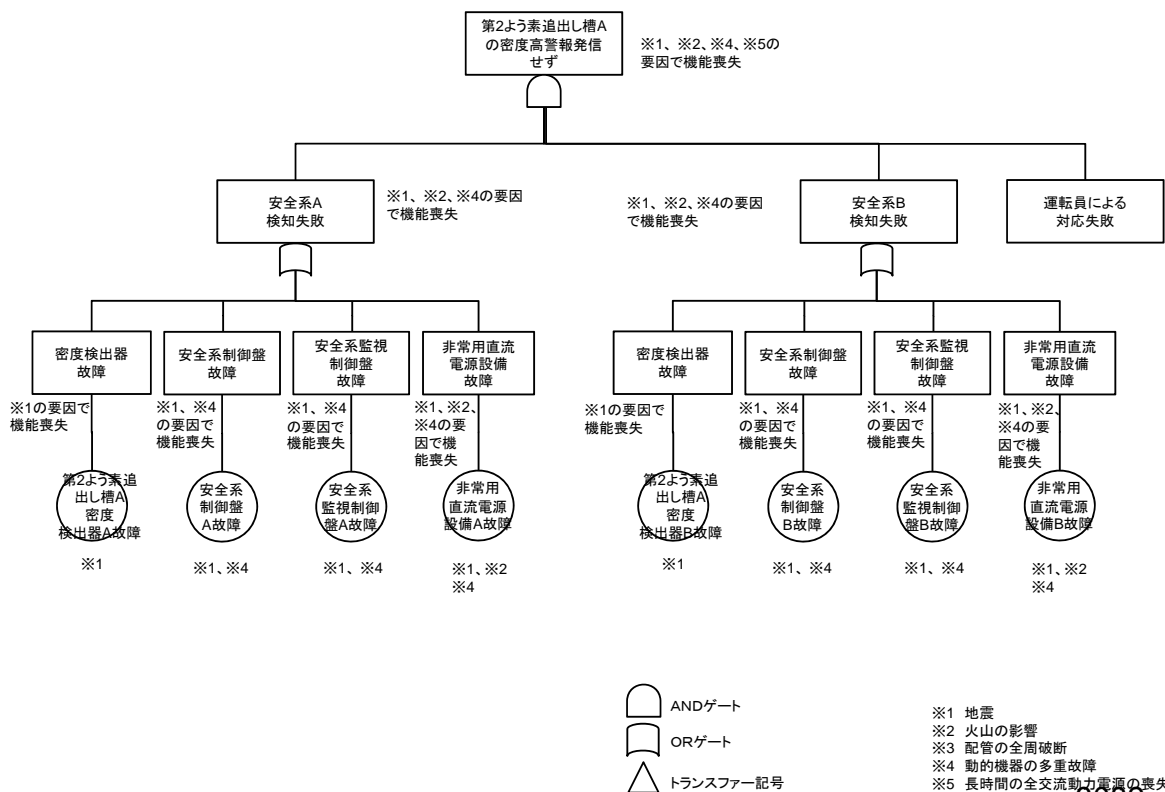 第2よう素追出し槽A
の密度高警報発信
せず
※1、※2、※4、※5の
要因で機能喪失
安全系A
検知失敗
※1、※2、※4の要因
で機能喪失
※1、※2、※4の要因
で機能喪失
安全系B
検知失敗
運転員による
対応失敗
密度検出器
故障
安全系制御盤
故障
安全系監視
制御盤
故障
非常用直流
電源設備
故障
密度検出器
故障
安全系制御盤
故障
安全系監視
制御盤
故障
非常用直流
電源設備
故障
※1の要因で
機能喪失
※1、※4
の要因で
機能喪失
※1、※4
の要因で
機能喪失
※1、※2、
※4の要
因で機
能喪失
※1の要因で
機能喪失
※1、※4
の要因で
機能喪失
※1、※4
の要因で
機能喪失
※1、※2、
※4の要
因で機
能喪失
第2よう素追
出し槽A
密度
検出器A故障
安全系
制御盤
A故障
安全系
監視制御
盤A故障
非常用
直流電源
設備A故障
第2よう素追
出し槽A
密度
検出器B故障
安全系
制御盤
B故障
安全系
監視制御
盤B故障
非常用
直流電源
設備B故障
※1
※1、※4
※1、※4
※1、※2
※4
※1
※1、※4
※1、※4
※1、※2
※4
ANDゲート
ORゲート
トランスファー記号
※1 地震
※2 火山の影響
※3 配管の全周破断
※4 動的機器の多重故障
※5 長時間の全交流動力電源の喪失